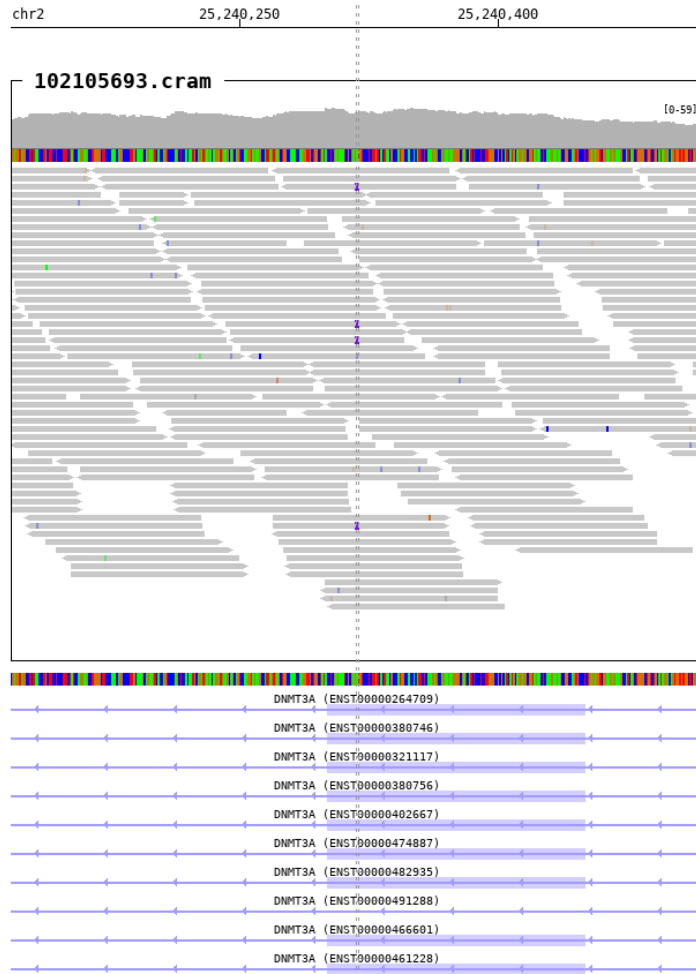 chr2 25,240,250 25,240,400
102105693.cram
[0-59]
DNMT3A (ENST00000264709)
DNMT3A (ENST00000380746)
DNMT3A (ENST00000321117)
DNMT3A (ENST00000380756)
DNMT3A (ENST00000402667)
DNMT3A (ENST00000474887)
DNMT3A (ENST00000482935)
DNMT3A (ENST00000491288)
DNMT3A (ENST00000466601)
DNMT3A (ENST00000461228)